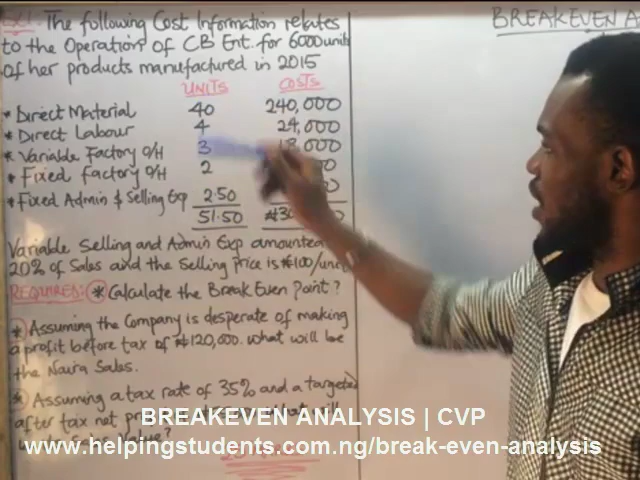 EX1. The following Cost Information relates
to the Operation of CB Ent. for 6000 units
of her products manufactured in 2015
UNITS COSTS
* Direct Material 40 240,000
* Direct Labour 4 24,000
* Variable Factory O/H 3 18,000
* Fixed Factory O/H 2
* Fixed Admin & Selling Exp 2.50
51.50
Variable Selling and Admin Exp amounted
20% of Sales and the Selling price is ₦100/unit
REQUIRED: * Calculate the Break Even Point?
* Assuming the Company is desperate of making
a profit before tax of ₦120,000. What will be
the Naira Sales.
* Assuming a tax rate of 35% and a targeted
after tax net
BREAKEVEN A
BREAKEVEN ANALYSIS | CVP
www.helpingstudents.com.ng/break-even-analysis